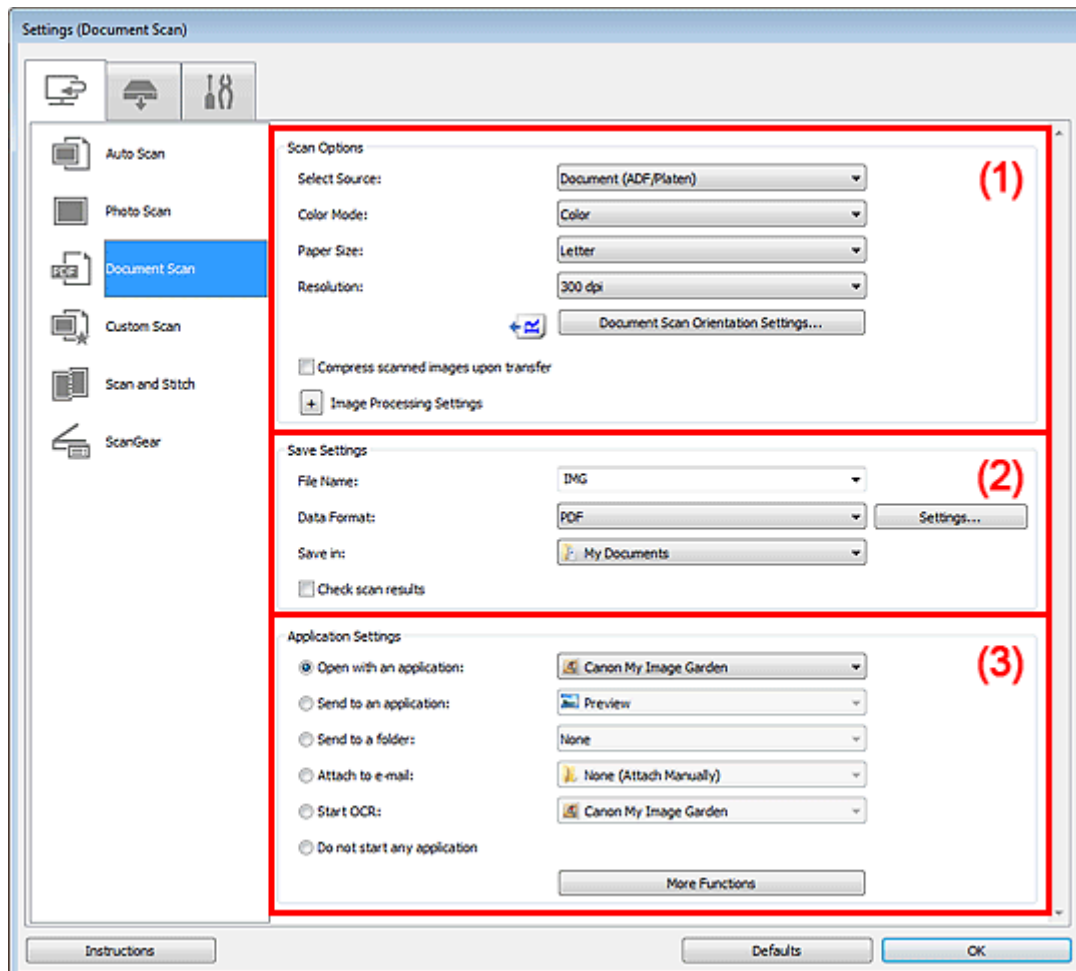 Settings (Document Scan)
Auto Scan
Photo Scan
PDF
Document Scan
Custom Scan
Scan and Stitch
ScanGear
Scan Options
(1)
Select Source: Document (ADF/Platen)
Color Mode: Color
Paper Size: Letter
Resolution: 300 dpi
R Document Scan Orientation Settings...
Compress scanned images upon transfer
+ Image Processing Settings
Save Settings
(2)
File Name: IMG
Data Format: PDF Settings...
Save in: My Documents
Check scan results
Application Settings
(3)
Open with an application: Canon My Image Garden
Send to an application: Preview
Send to a folder: None
Attach to e-mail: None (Attach Manually)
Start OCR: Canon My Image Garden
Do not start any application
More Functions
Instructions Defaults OK